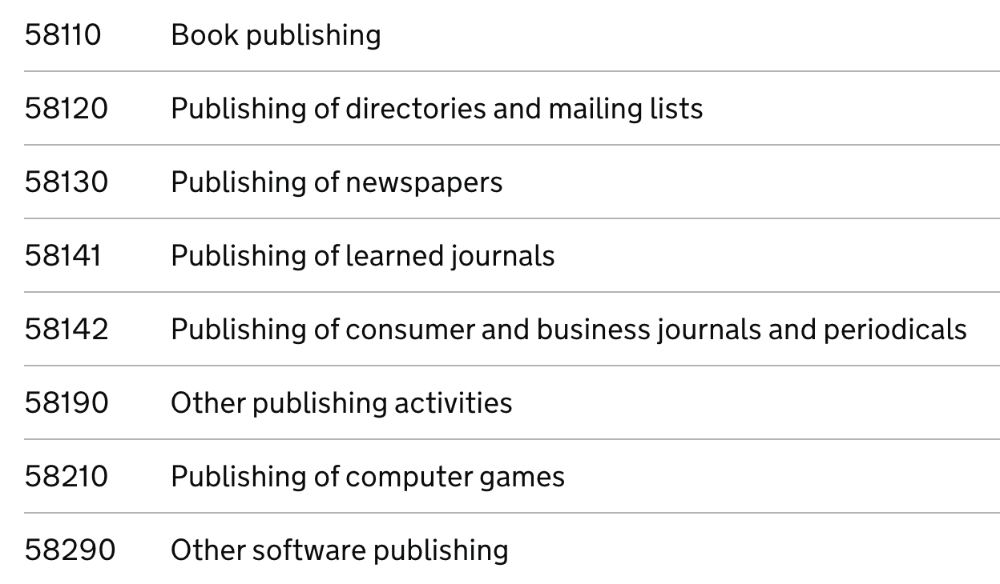 58110 Book publishing
58120 Publishing of directories and mailing lists
58130 Publishing of newspapers
58141 Publishing of learned journals
58142 Publishing of consumer and business journals and periodicals
58190 Other publishing activities
58210 Publishing of computer games
58290 Other software publishing